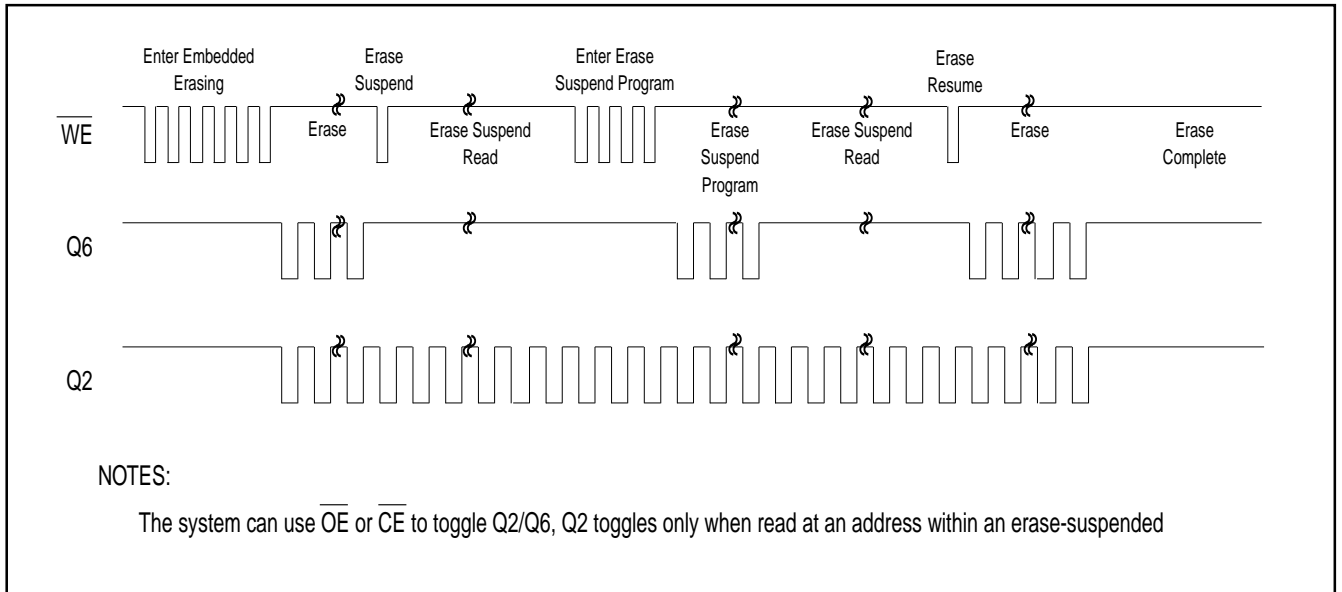 Enter Embedded
Erasing
Erase
Suspend
Enter Erase
Suspend Program
Erase
Resume
WE
Erase
Erase Suspend
Read
Erase
Suspend
Program
Erase Suspend
Read
Erase
Erase
Complete
Q6
Q2
NOTES:
The system can use OE or CE to toggle Q2/Q6, Q2 toggles only when read at an address within an erase-suspended